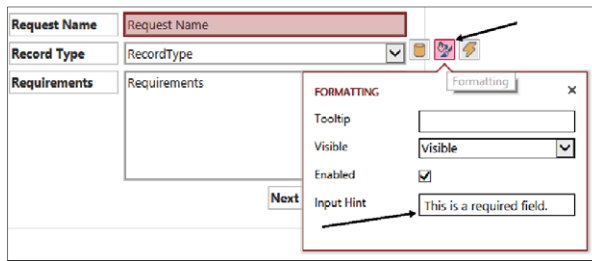 Request Name Request Name
Record Type RecordType
Requirements Requirements
Formatting
FORMATTING
Tooltip
Visible Visible
Enabled
Input Hint This is a required field.
Next